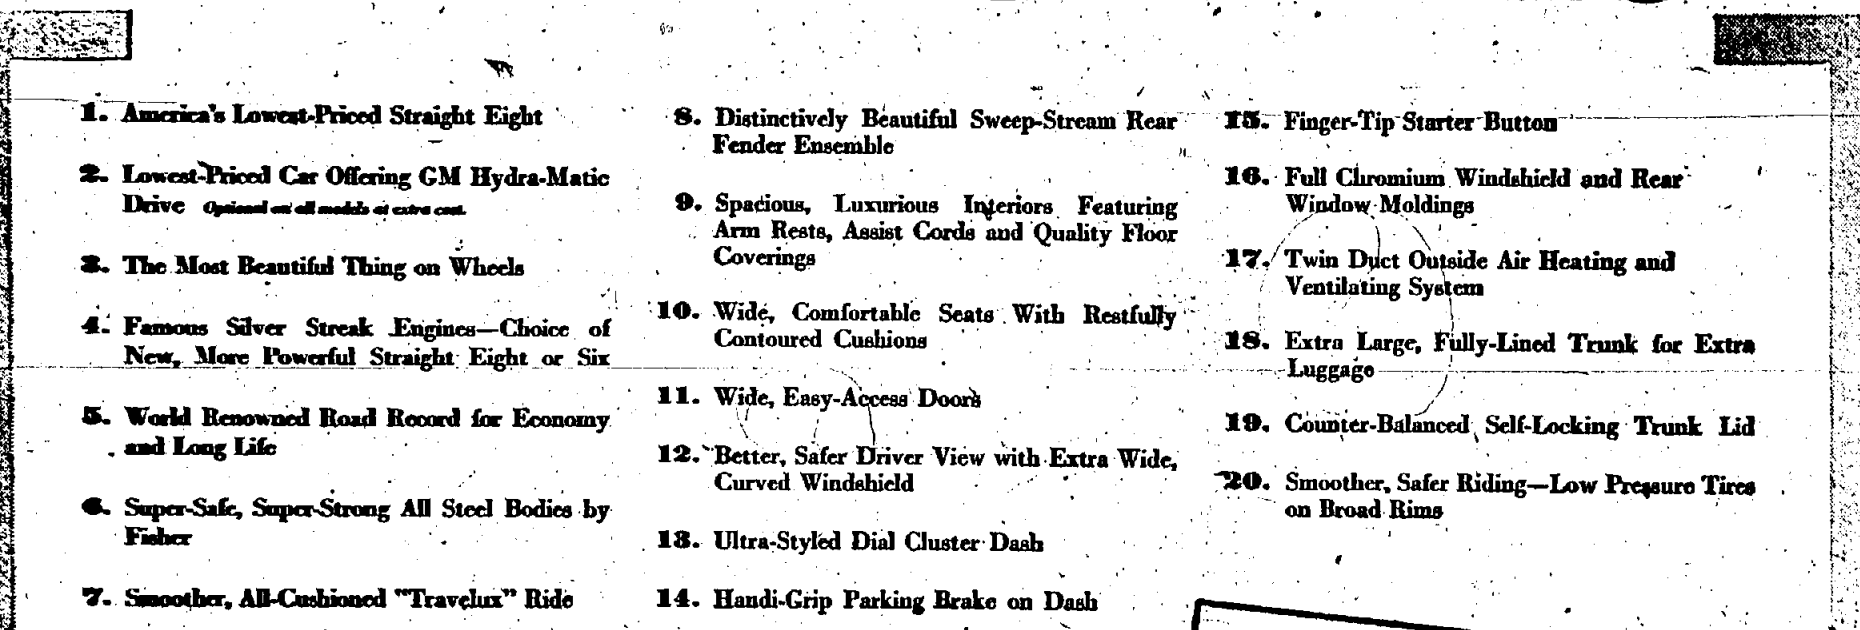 1. America's Lowest-Priced Straight Eight
2. Lowest-Priced Car Offering GM Hydra-Matic
Drive Optional on all models at extra cost.
3. The Most Beautiful Thing on Wheels
4. Famous Silver Streak Engines—Choice of
New, More Powerful Straight Eight or Six
5. World Renowned Road Record for Economy
and Long Life
6. Super-Safe, Super-Strong All Steel Bodies by
Fisher
7. Smoother, All-Cushioned "Travelux" Ride
8. Distinctively Beautiful Sweep-Stream Rear
Fender Ensemble
9. Spacious, Luxurious Interiors Featuring
Arm Rests, Assist Cords and Quality Floor
Coverings
10. Wide, Comfortable Seats With Restfully
Contoured Cushions
11. Wide, Easy-Access Doors
12. Better, Safer Driver View with Extra Wide,
Curved Windshield
13. Ultra-Styled Dial Cluster Dash
14. Handi-Grip Parking Brake on Dash
15. Finger-Tip Starter Button
16. Full Chromium Windshield and Rear
Window Moldings
17. Twin Duct Outside Air Heating and
Ventilating System
18. Extra Large, Fully-Lined Trunk for Extra
Luggage
19. Counter-Balanced Self-Locking Trunk Lid
20. Smoother, Safer Riding—Low Pressure Tires
on Broad Rims